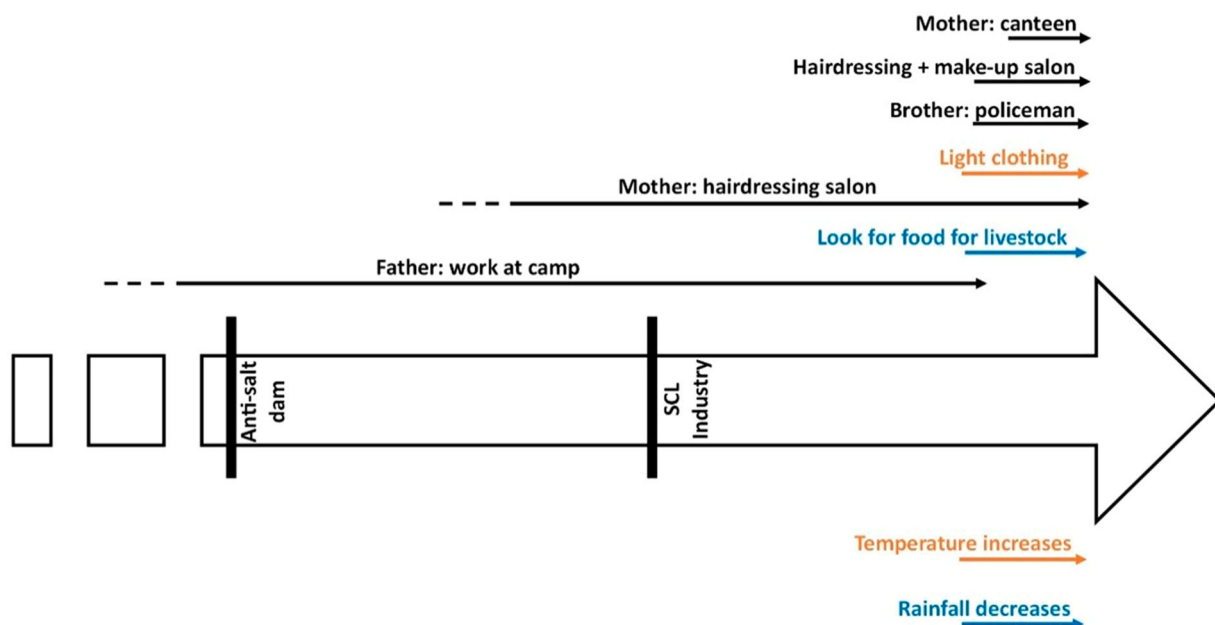 Mother: canteen
Hairdressing + make-up salon
Brother: policeman
Light clothing
Mother: hairdressing salon
Look for food for livestock
Father: work at camp
Anti-salt
dam
SCL
Industry
Temperature increases
Rainfall decreases